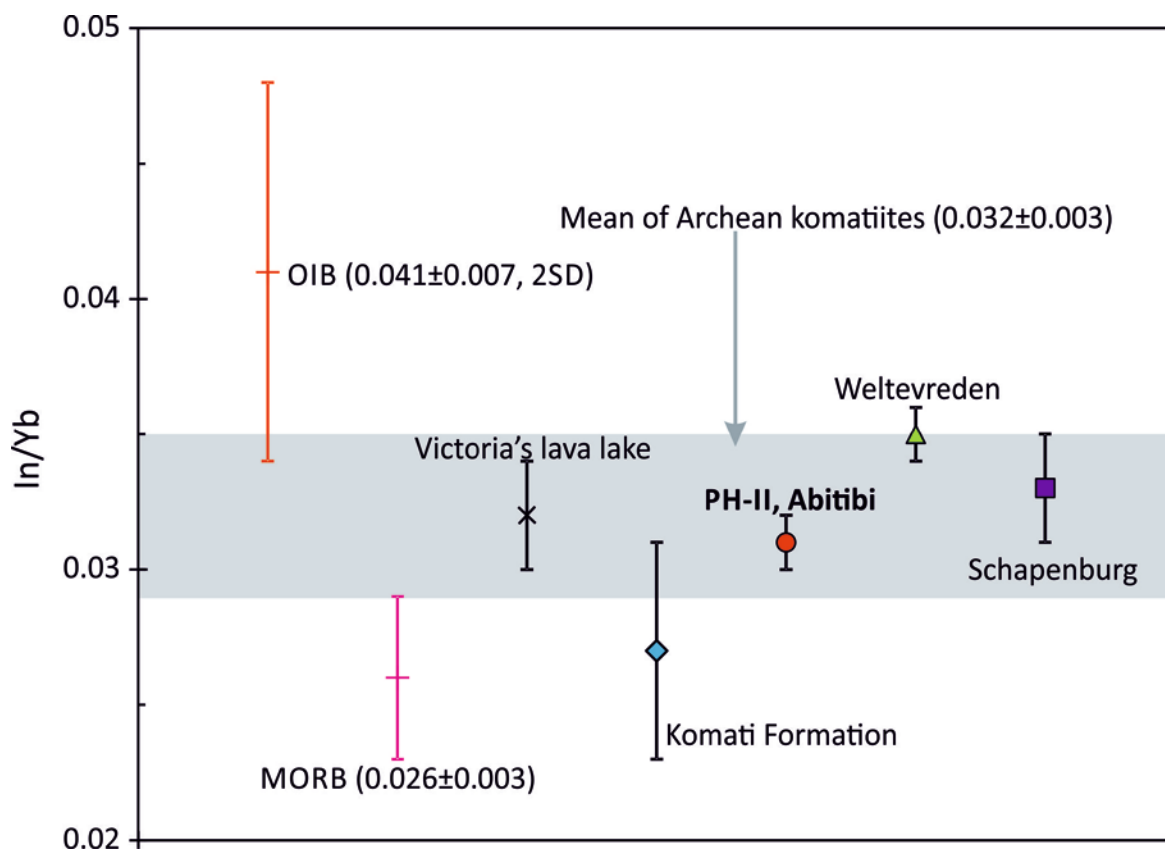 0.05
Mean of Archean komatiites (0.032±0.003)
OIB (0.041±0.007, 2SD)
0.04
Weltevreden
Victoria's lava lake
In/Yb
PH-II, Abitibi
0.03
Schapenburg
Komati Formation
MORB (0.026±0.003)
0.02